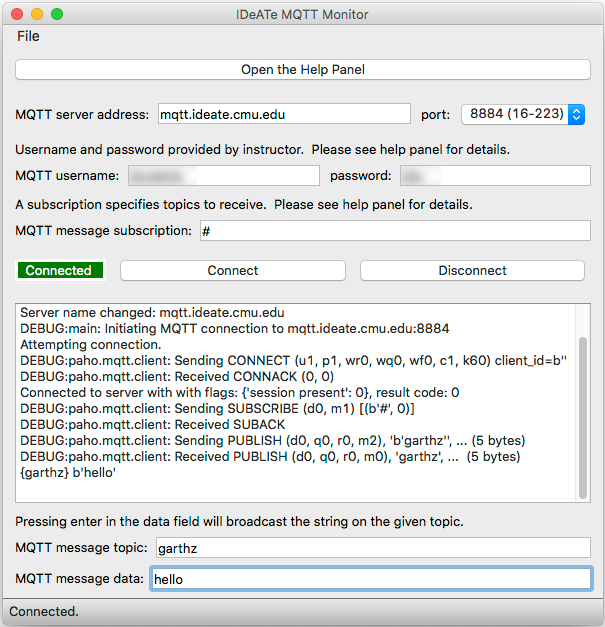 IDeATe MQTT Monitor
File
Open the Help Panel
MQTT server address: mqtt.ideate.cmu.edu port: 8884 (16-223)
Username and password provided by instructor. Please see help panel for details.
MQTT username: password:
A subscription specifies topics to receive. Please see help panel for details.
MQTT message subscription: #
Connected Connect Disconnect
Server name changed: mqtt.ideate.cmu.edu
DEBUG:main: Initiating MQTT connection to mqtt.ideate.cmu.edu:8884
Attempting connection.
DEBUG:paho.mqtt.client: Sending CONNECT (u1, p1, wr0, wq0, wf0, c1, k60) client_id=b''
DEBUG:paho.mqtt.client: Received CONNACK (0, 0)
Connected to server with with flags: {'session present': 0}, result code: 0
DEBUG:paho.mqtt.client: Sending SUBSCRIBE (d0, m1) [(b'#', 0)]
DEBUG:paho.mqtt.client: Received SUBACK
DEBUG:paho.mqtt.client: Sending PUBLISH (d0, q0, r0, m2), 'b'garthz'', ... (5 bytes)
DEBUG:paho.mqtt.client: Received PUBLISH (d0, q0, r0, m0), 'garthz', ...  (5 bytes)
{garthz} b'hello'
Pressing enter in the data field will broadcast the string on the given topic.
MQTT message topic: garthz
MQTT message data: hello
Connected.